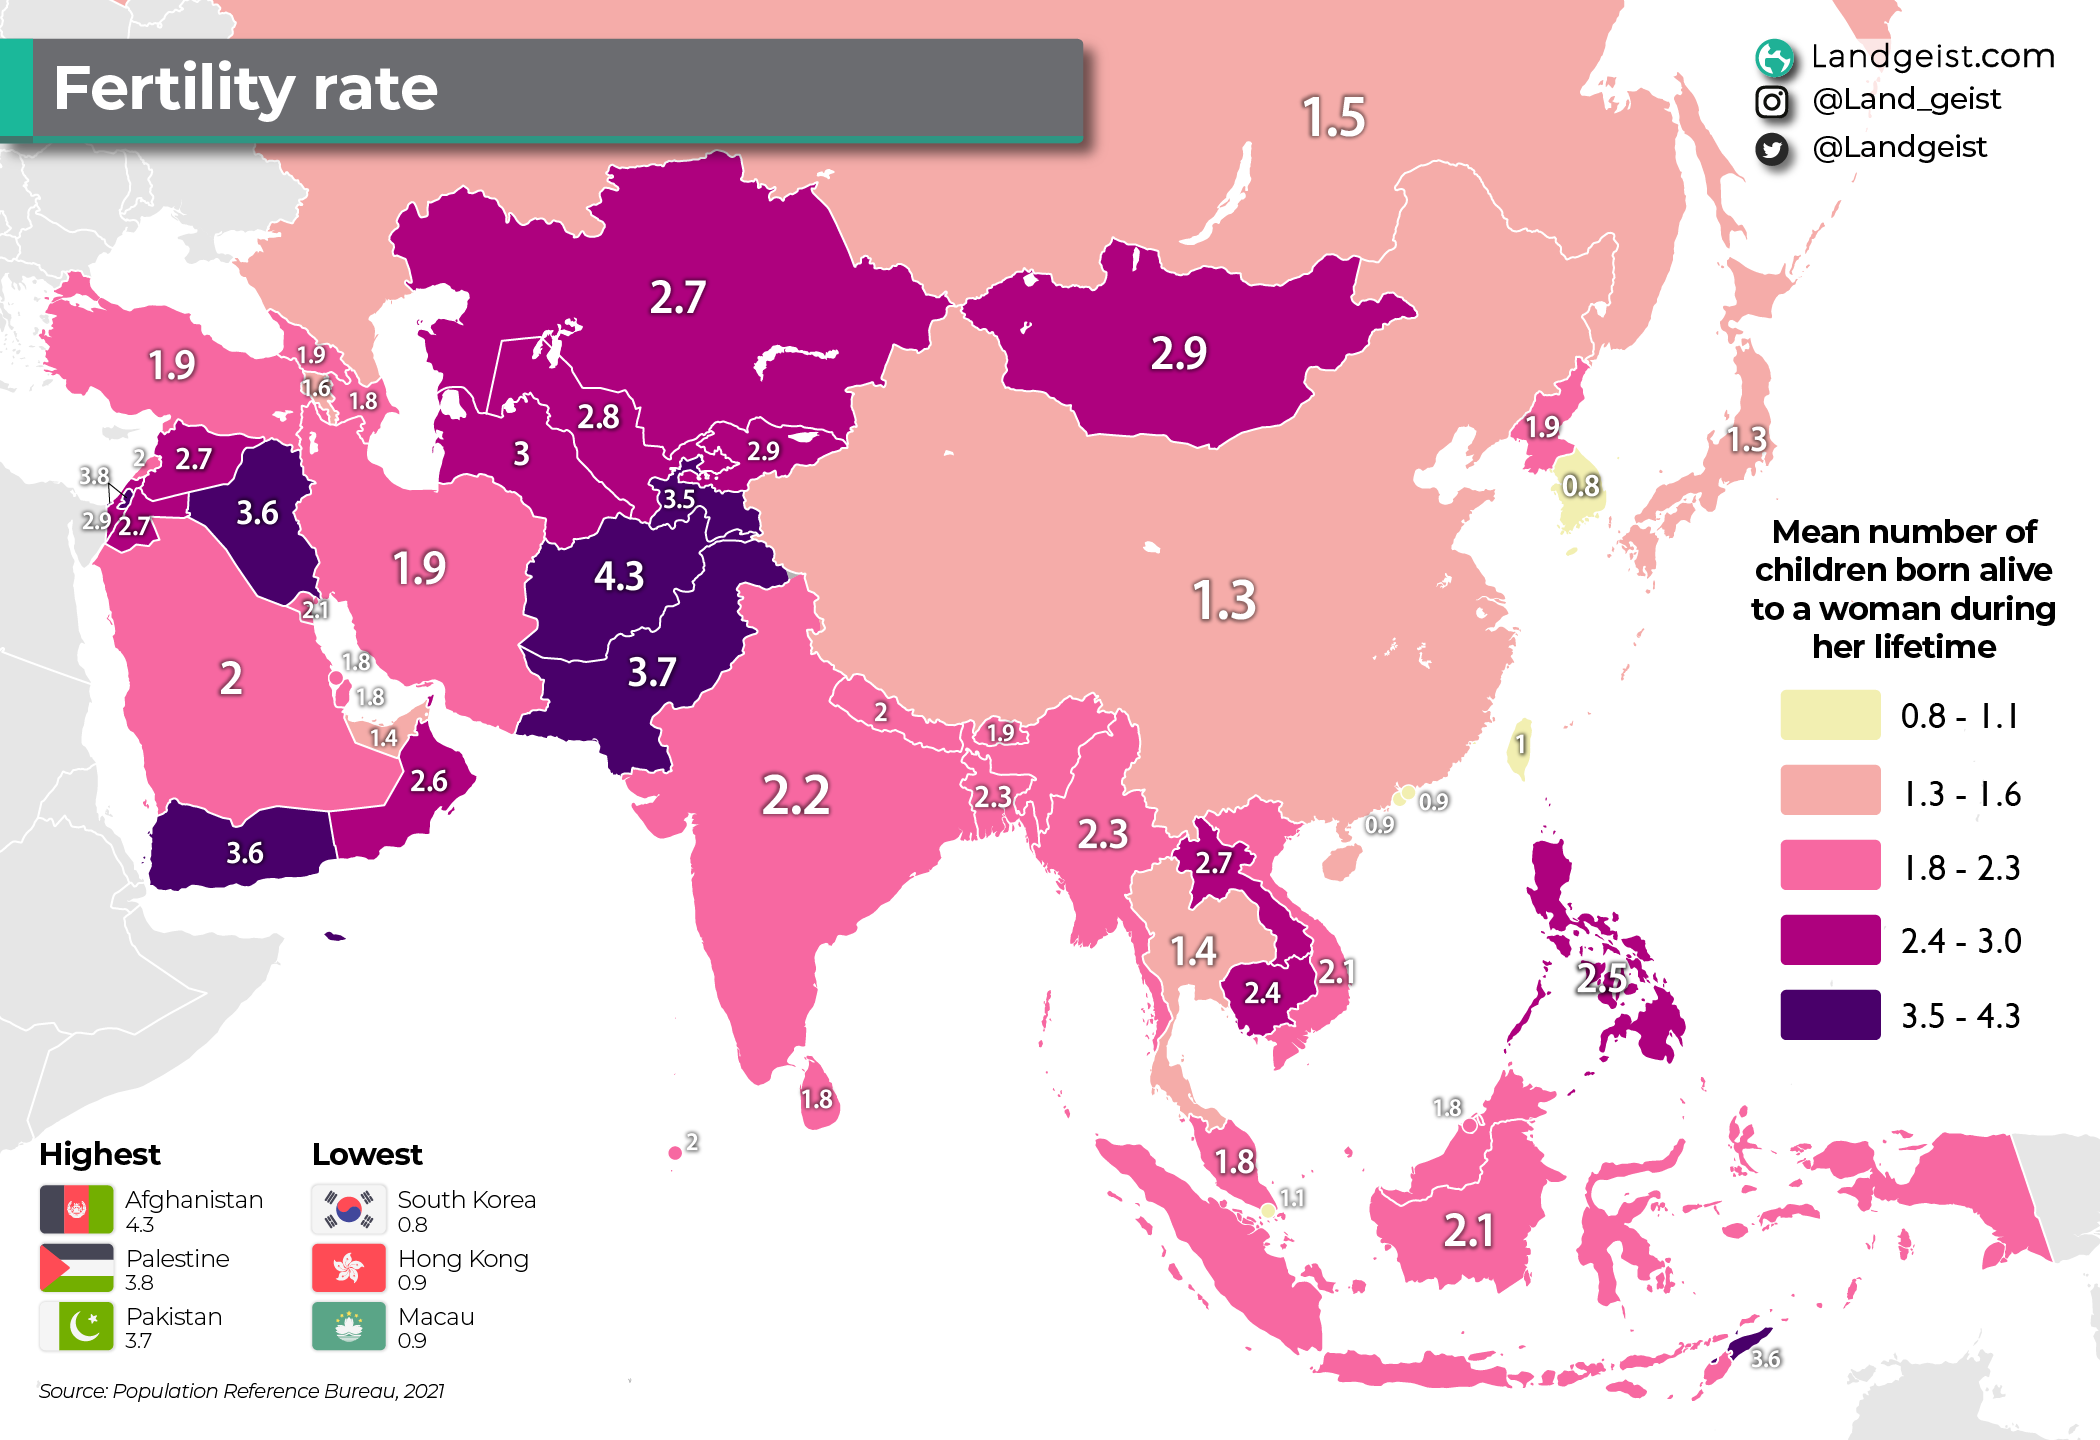 Fertility rate
Landgeist.com
@Land_geist
@Landgeist
1.5
2.7
2.9
1.9
1.9
1.6
1.8
2.8
3
2.9
1.9
1.3
2
2.7
3.8
3.6
3.5
0.8
2.9
2.7
1.9
4.3
1.3
2.1
3.7
2
1.8
1.8
2
1.9
1.4
1
2.6
2.2
2.3
0.9
0.9
2.3
3.6
2.7
1.4
2.1
2.4
2.5
1.8
1.8
2
1.8
1.1
2.1
3.6
Mean number of
children born alive
to a woman during
her lifetime
0.8 - 1.1
1.3 - 1.6
1.8 - 2.3
2.4 - 3.0
3.5 - 4.3
Highest
Afghanistan
4.3
Palestine
3.8
Pakistan
3.7
Lowest
South Korea
0.8
Hong Kong
0.9
Macau
0.9
Source: Population Reference Bureau, 2021